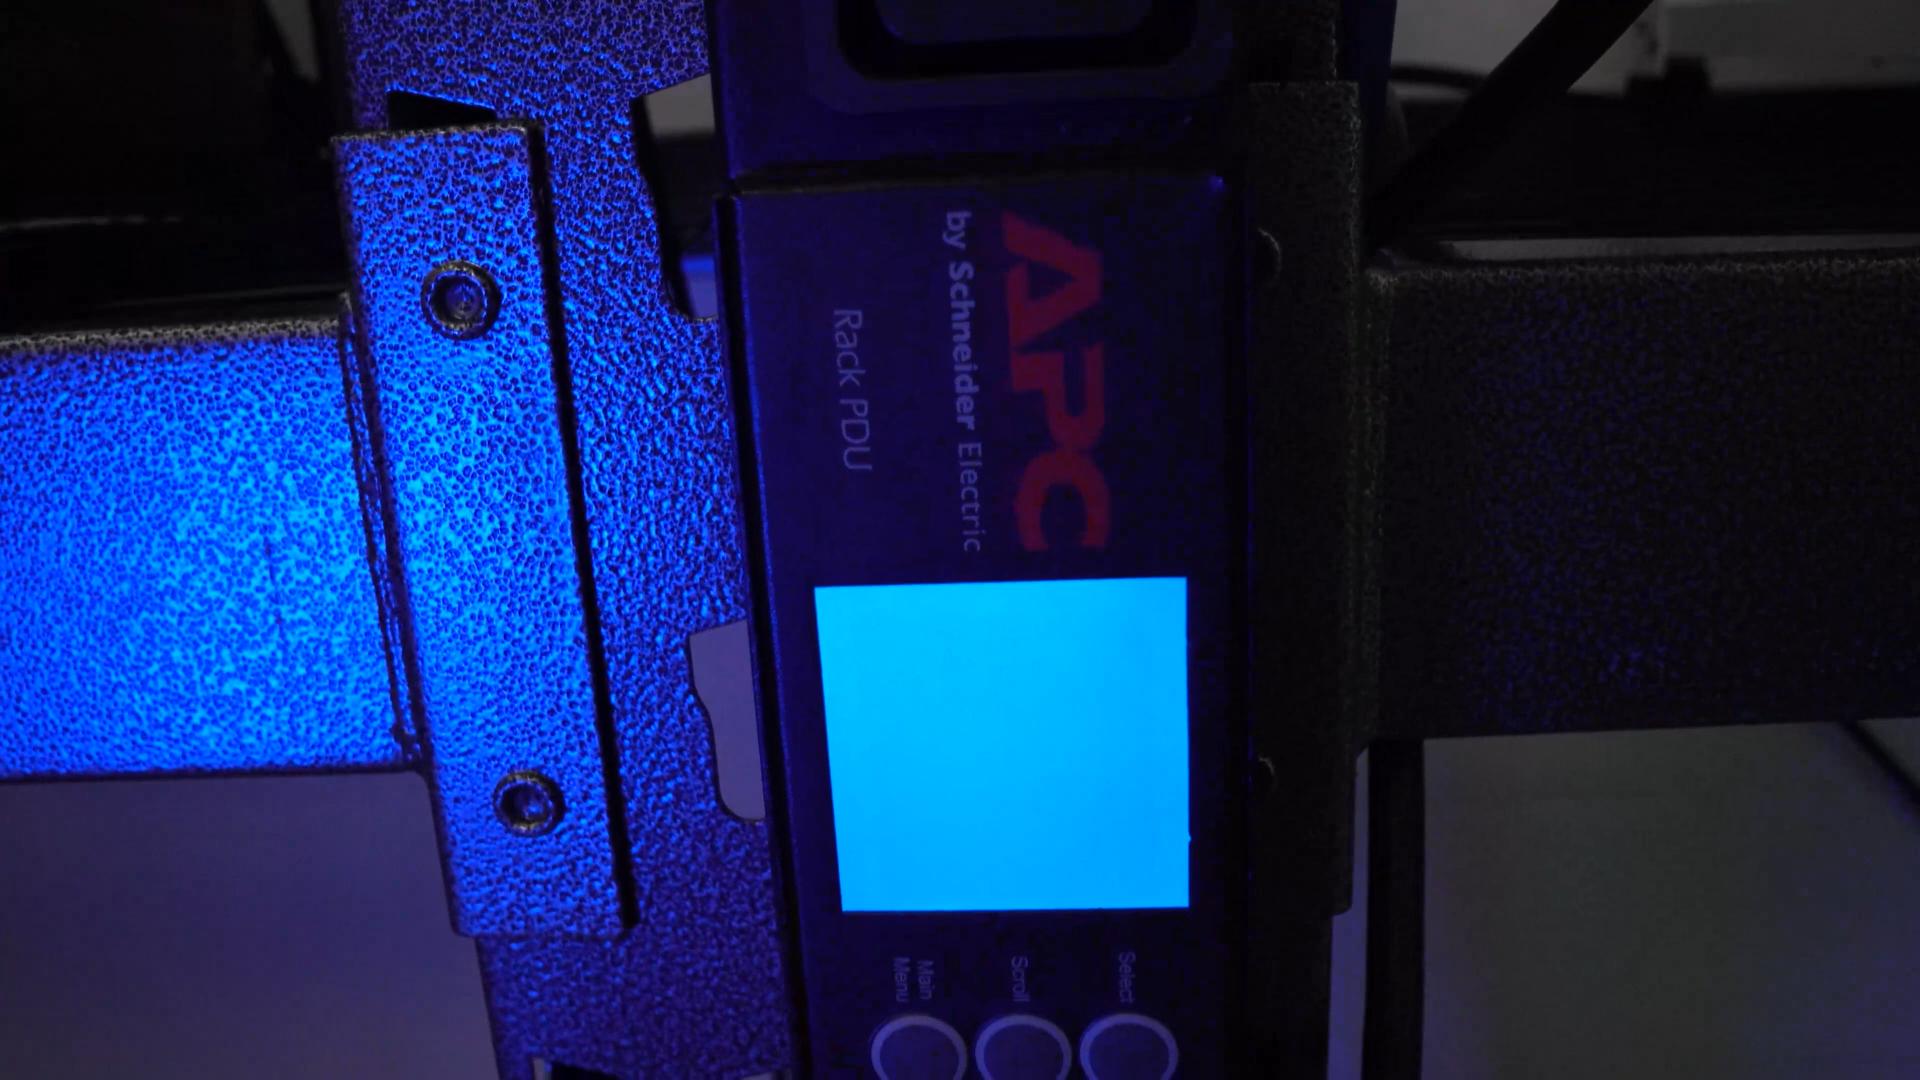 APC
by Schneider Electric
Rack PDU
Select
Scroll
Main
Menu